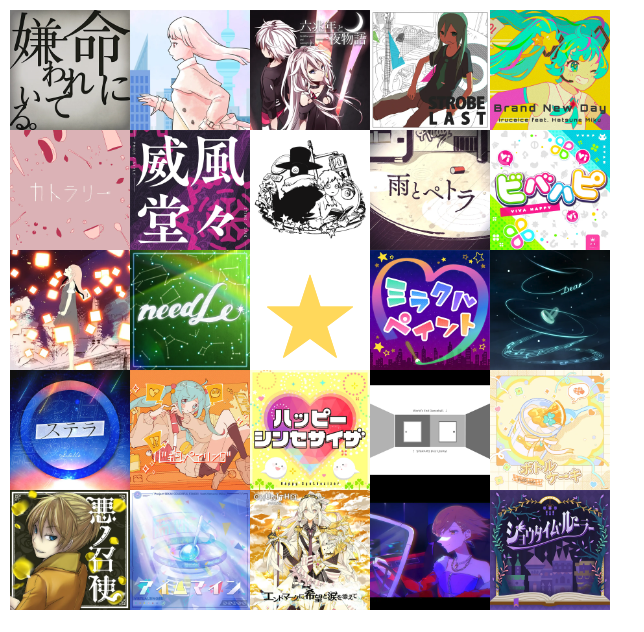 命に
嫌われて
いる。
六兆年と
一夜物語
STROBE
LAST
Brand New Day
iruceice feat. Hatsune Miku
カトラリー
威風
堂々
雨とペトラ
ビバハピ
VIVA HAPPY
needLe
ミラクル
ペイント
Dear
ステラ
ハッピー
シンセサイザ
Happy Synthesizer
悪ノ召使
アイマイン
エンドマークに希望と涙を添えて
ショウタイム・ルーラー